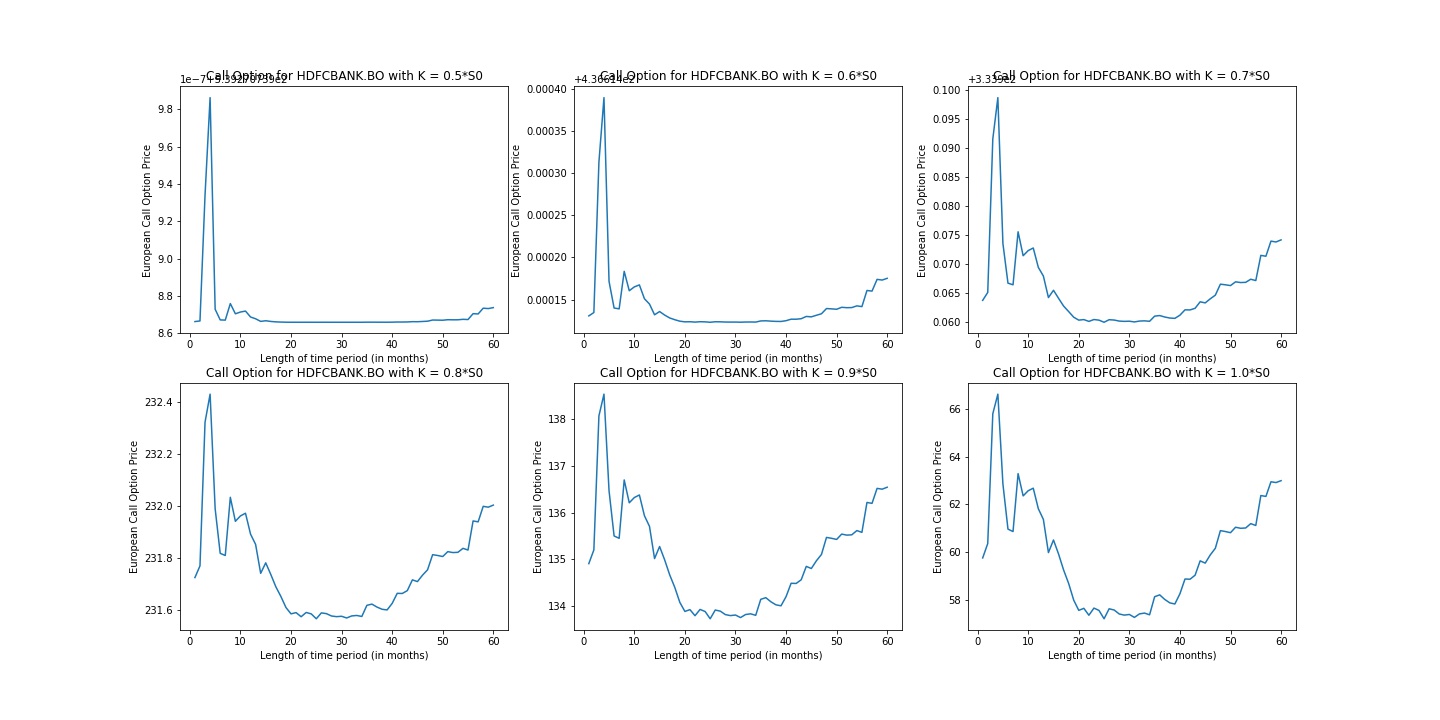 1e−7+9.39270739e2
Call Option for HDFCBANK.BO with K = 0.5*S0
European Call Option Price
9.8
9.6
9.4
9.2
9.0
8.8
8.6
0 10 20 30 40 50 60
Length of time period (in months)
+4.36614e2
Call Option for HDFCBANK.BO with K = 0.6*S0
European Call Option Price
0.00040
0.00035
0.00030
0.00025
0.00020
0.00015
0 10 20 30 40 50 60
Length of time period (in months)
+3.339e2
Call Option for HDFCBANK.BO with K = 0.7*S0
European Call Option Price
0.100
0.095
0.090
0.085
0.080
0.075
0.070
0.065
0.060
0 10 20 30 40 50 60
Length of time period (in months)
Call Option for HDFCBANK.BO with K = 0.8*S0
European Call Option Price
232.4
232.2
232.0
231.8
231.6
0 10 20 30 40 50 60
Length of time period (in months)
Call Option for HDFCBANK.BO with K = 0.9*S0
European Call Option Price
138
137
136
135
134
0 10 20 30 40 50 60
Length of time period (in months)
Call Option for HDFCBANK.BO with K = 1.0*S0
European Call Option Price
66
64
62
60
58
0 10 20 30 40 50 60
Length of time period (in months)